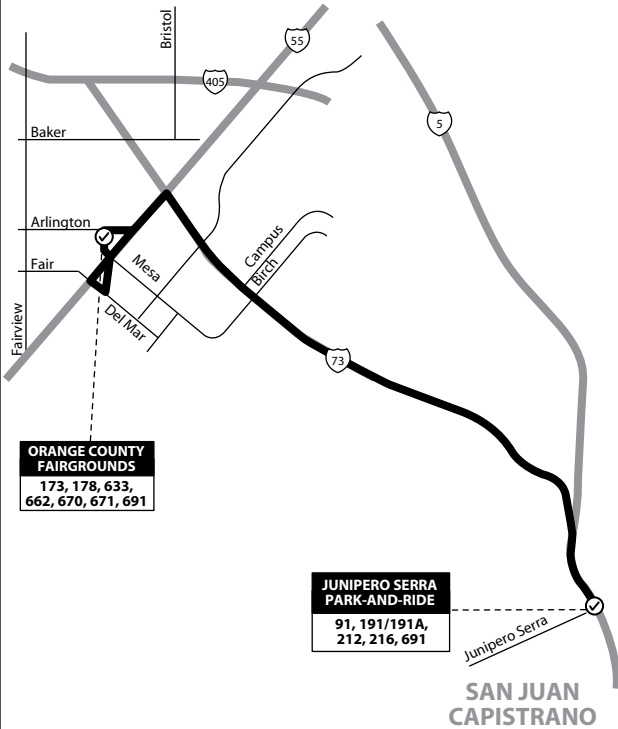 Bristol
55
405
5
Baker
Arlington
Campus
Birch
Fair
Mesa
Del Mar
Fairview
73
ORANGE COUNTY
FAIRGROUNDS
173, 178, 633,
662, 670, 671, 691
JUNIPERO SERRA
PARK-AND-RIDE
91, 191/191A,
212, 216, 691
Junipero Serra
SAN JUAN
CAPISTRANO